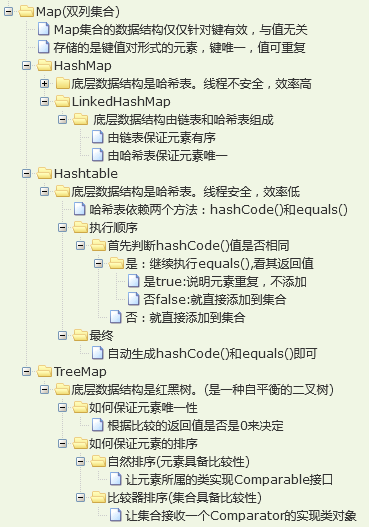 Map(双列集合)
Map集合的数据结构仅仅针对键有效，与值无关
存储的是键值对形式的元素，键唯一，值可重复
HashMap
底层数据结构是哈希表。线程不安全，效率高
LinkedHashMap
底层数据结构由链表和哈希表组成
由链表保证元素有序
由哈希表保证元素唯一
Hashtable
底层数据结构是哈希表。线程安全，效率低
哈希表依赖两个方法：hashCode()和equals()
执行顺序
首先判断hashCode()值是否相同
是：继续执行equals(),看其返回值
是true:说明元素重复，不添加
否false:就直接添加到集合
否：就直接添加到集合
最终
自动生成hashCode()和equals()即可
TreeMap
底层数据结构是红黑树。(是一种自平衡的二叉树)
如何保证元素唯一性
根据比较的返回值是否是0来决定
如何保证元素的排序
自然排序(元素具备比较性)
让元素所属的类实现Comparable接口
比较器排序(集合具备比较性)
让集合接收一个Comparator的实现类对象